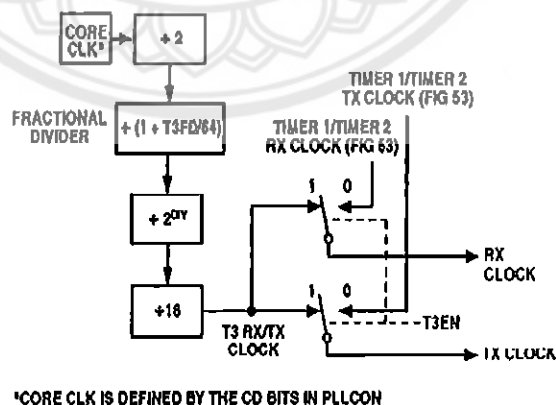 CORE
CLK*
÷ 2
TIMER 1/TIMER 2
TX CLOCK (FIG 53)
FRACTIONAL
DIVIDER
÷ (1 + T3FD/64)
TIMER 1/TIMER 2
RX CLOCK (FIG 53)
1 0
÷ 2DIV
RX
CLOCK
÷16
1 0
T3 RX/TX
CLOCK
T3EN
TX CLOCK
*CORE CLK IS DEFINED BY THE CD BITS IN PLLCON